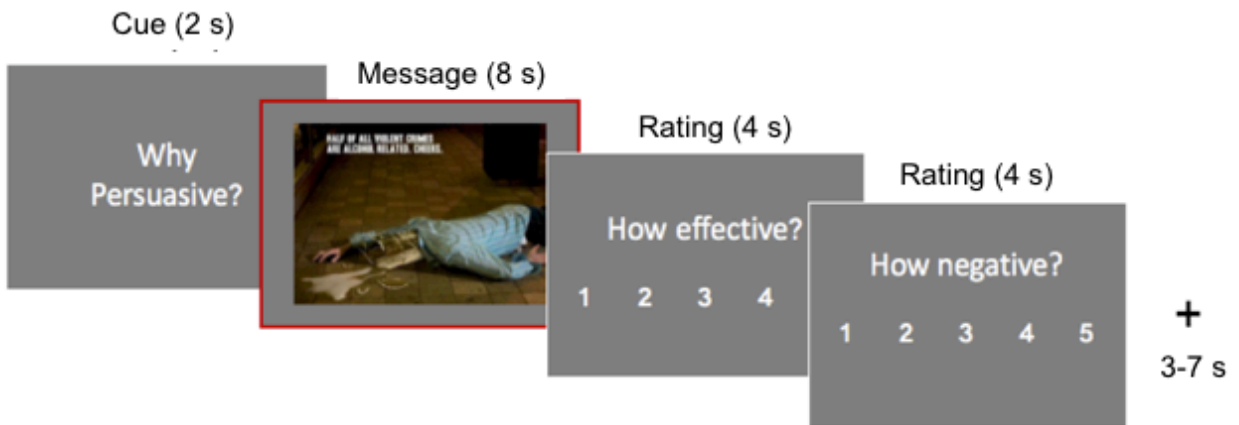 Cue (2 s)
Why
Persuasive?
Message (8 s)
HALF OF ALL VIOLENT CRIMES
ARE ALCOHOL RELATED. CHEERS.
Rating (4 s)
How effective?
1 2 3 4
Rating (4 s)
How negative?
1 2 3 4 5
+
3-7 s